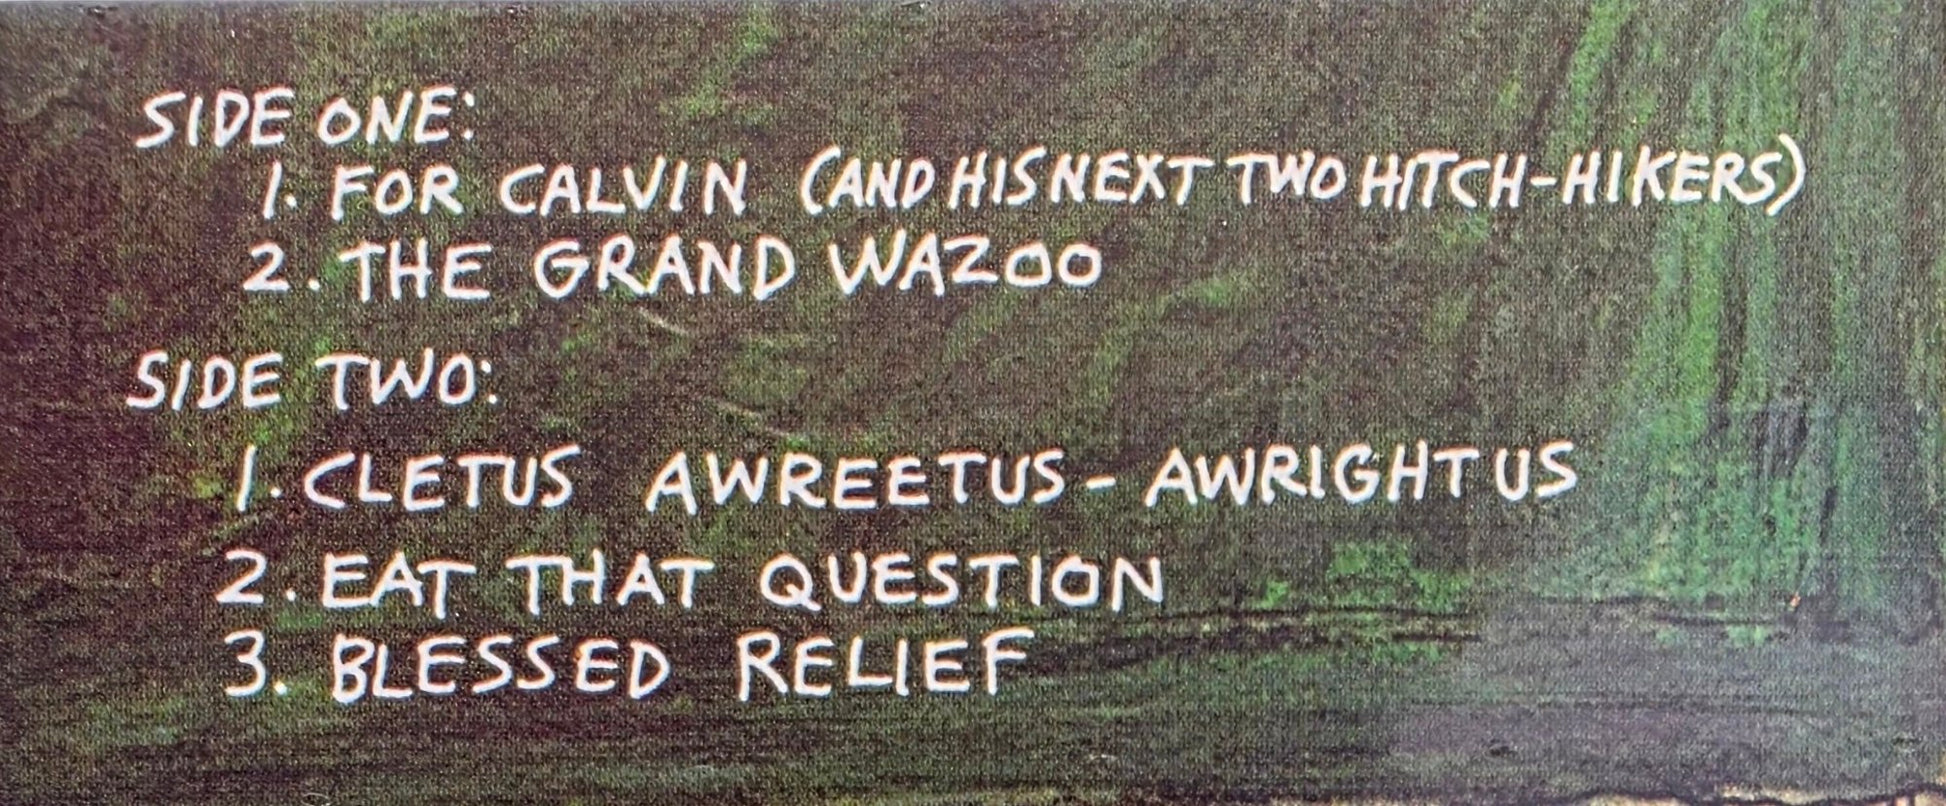 SIDE ONE:
1. FOR CALVIN (AND HIS NEXT TWO HITCH-HIKERS)
2. THE GRAND WAZOO
SIDE TWO:
1. CLETUS AWREETUS-AWRIGHTUS
2. EAT THAT QUESTION
3. BLESSED RELIEF